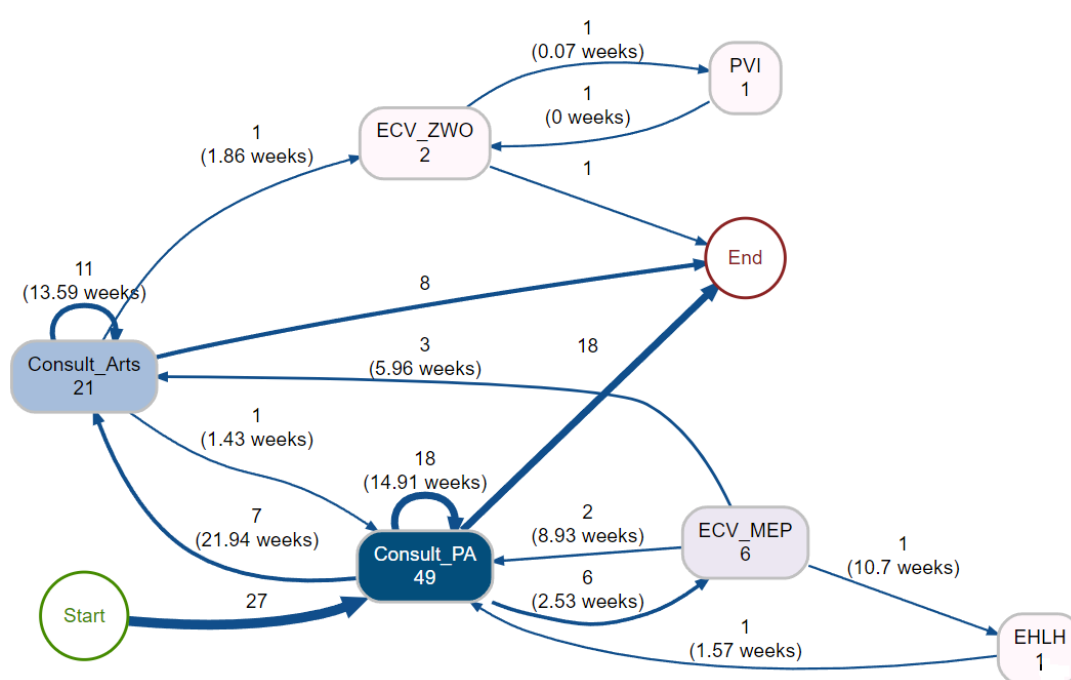 1
(0.07 weeks)
PVI
1
1
(0 weeks)
ECV_ZWO
2
1
(1.86 weeks)
1
End
11
(13.59 weeks)
8
3
(5.96 weeks)
18
Consult_Arts
21
1
(1.43 weeks)
18
(14.91 weeks)
7
(21.94 weeks)
2
(8.93 weeks)
ECV_MEP
6
1
(10.7 weeks)
Consult_PA
49
6
(2.53 weeks)
27
Start
1
(1.57 weeks)
EHLH
1